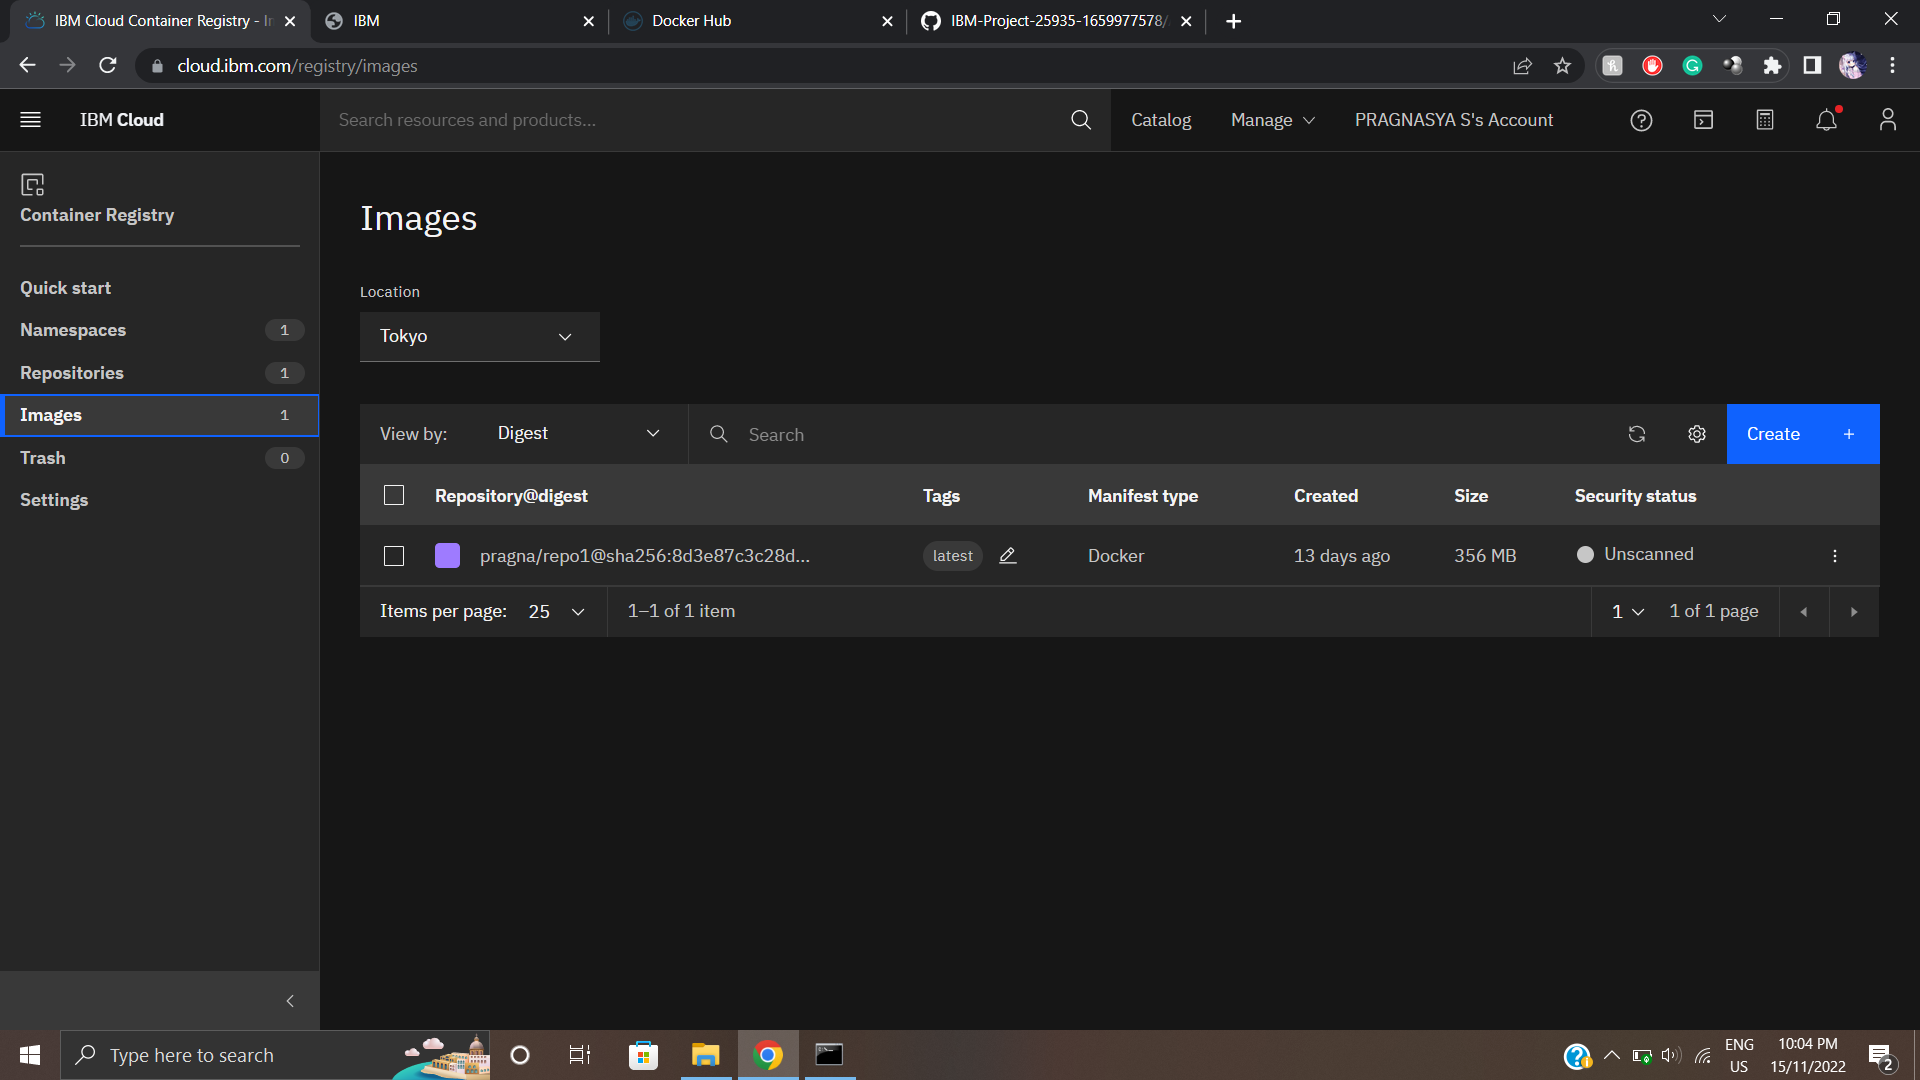 IBM Cloud Container Registry - In
IBM
Docker Hub
IBM-Project-25935-1659977578/
cloud.ibm.com/registry/images
IBM Cloud
Search resources and products...
Catalog
Manage
PRAGNASYA S's Account
Container Registry
Quick start
Namespaces 1
Repositories 1
Images 1
Trash 0
Settings
Images
Location
Tokyo
View by: Digest
Search
Create +
Repository@digest Tags Manifest type Created Size Security status
pragna/repo1@sha256:8d3e87c3c28d... latest Docker 13 days ago 356 MB Unscanned
Items per page: 25 1–1 of 1 item 1 1 of 1 page
Type here to search
ENG
US
10:04 PM
15/11/2022
2